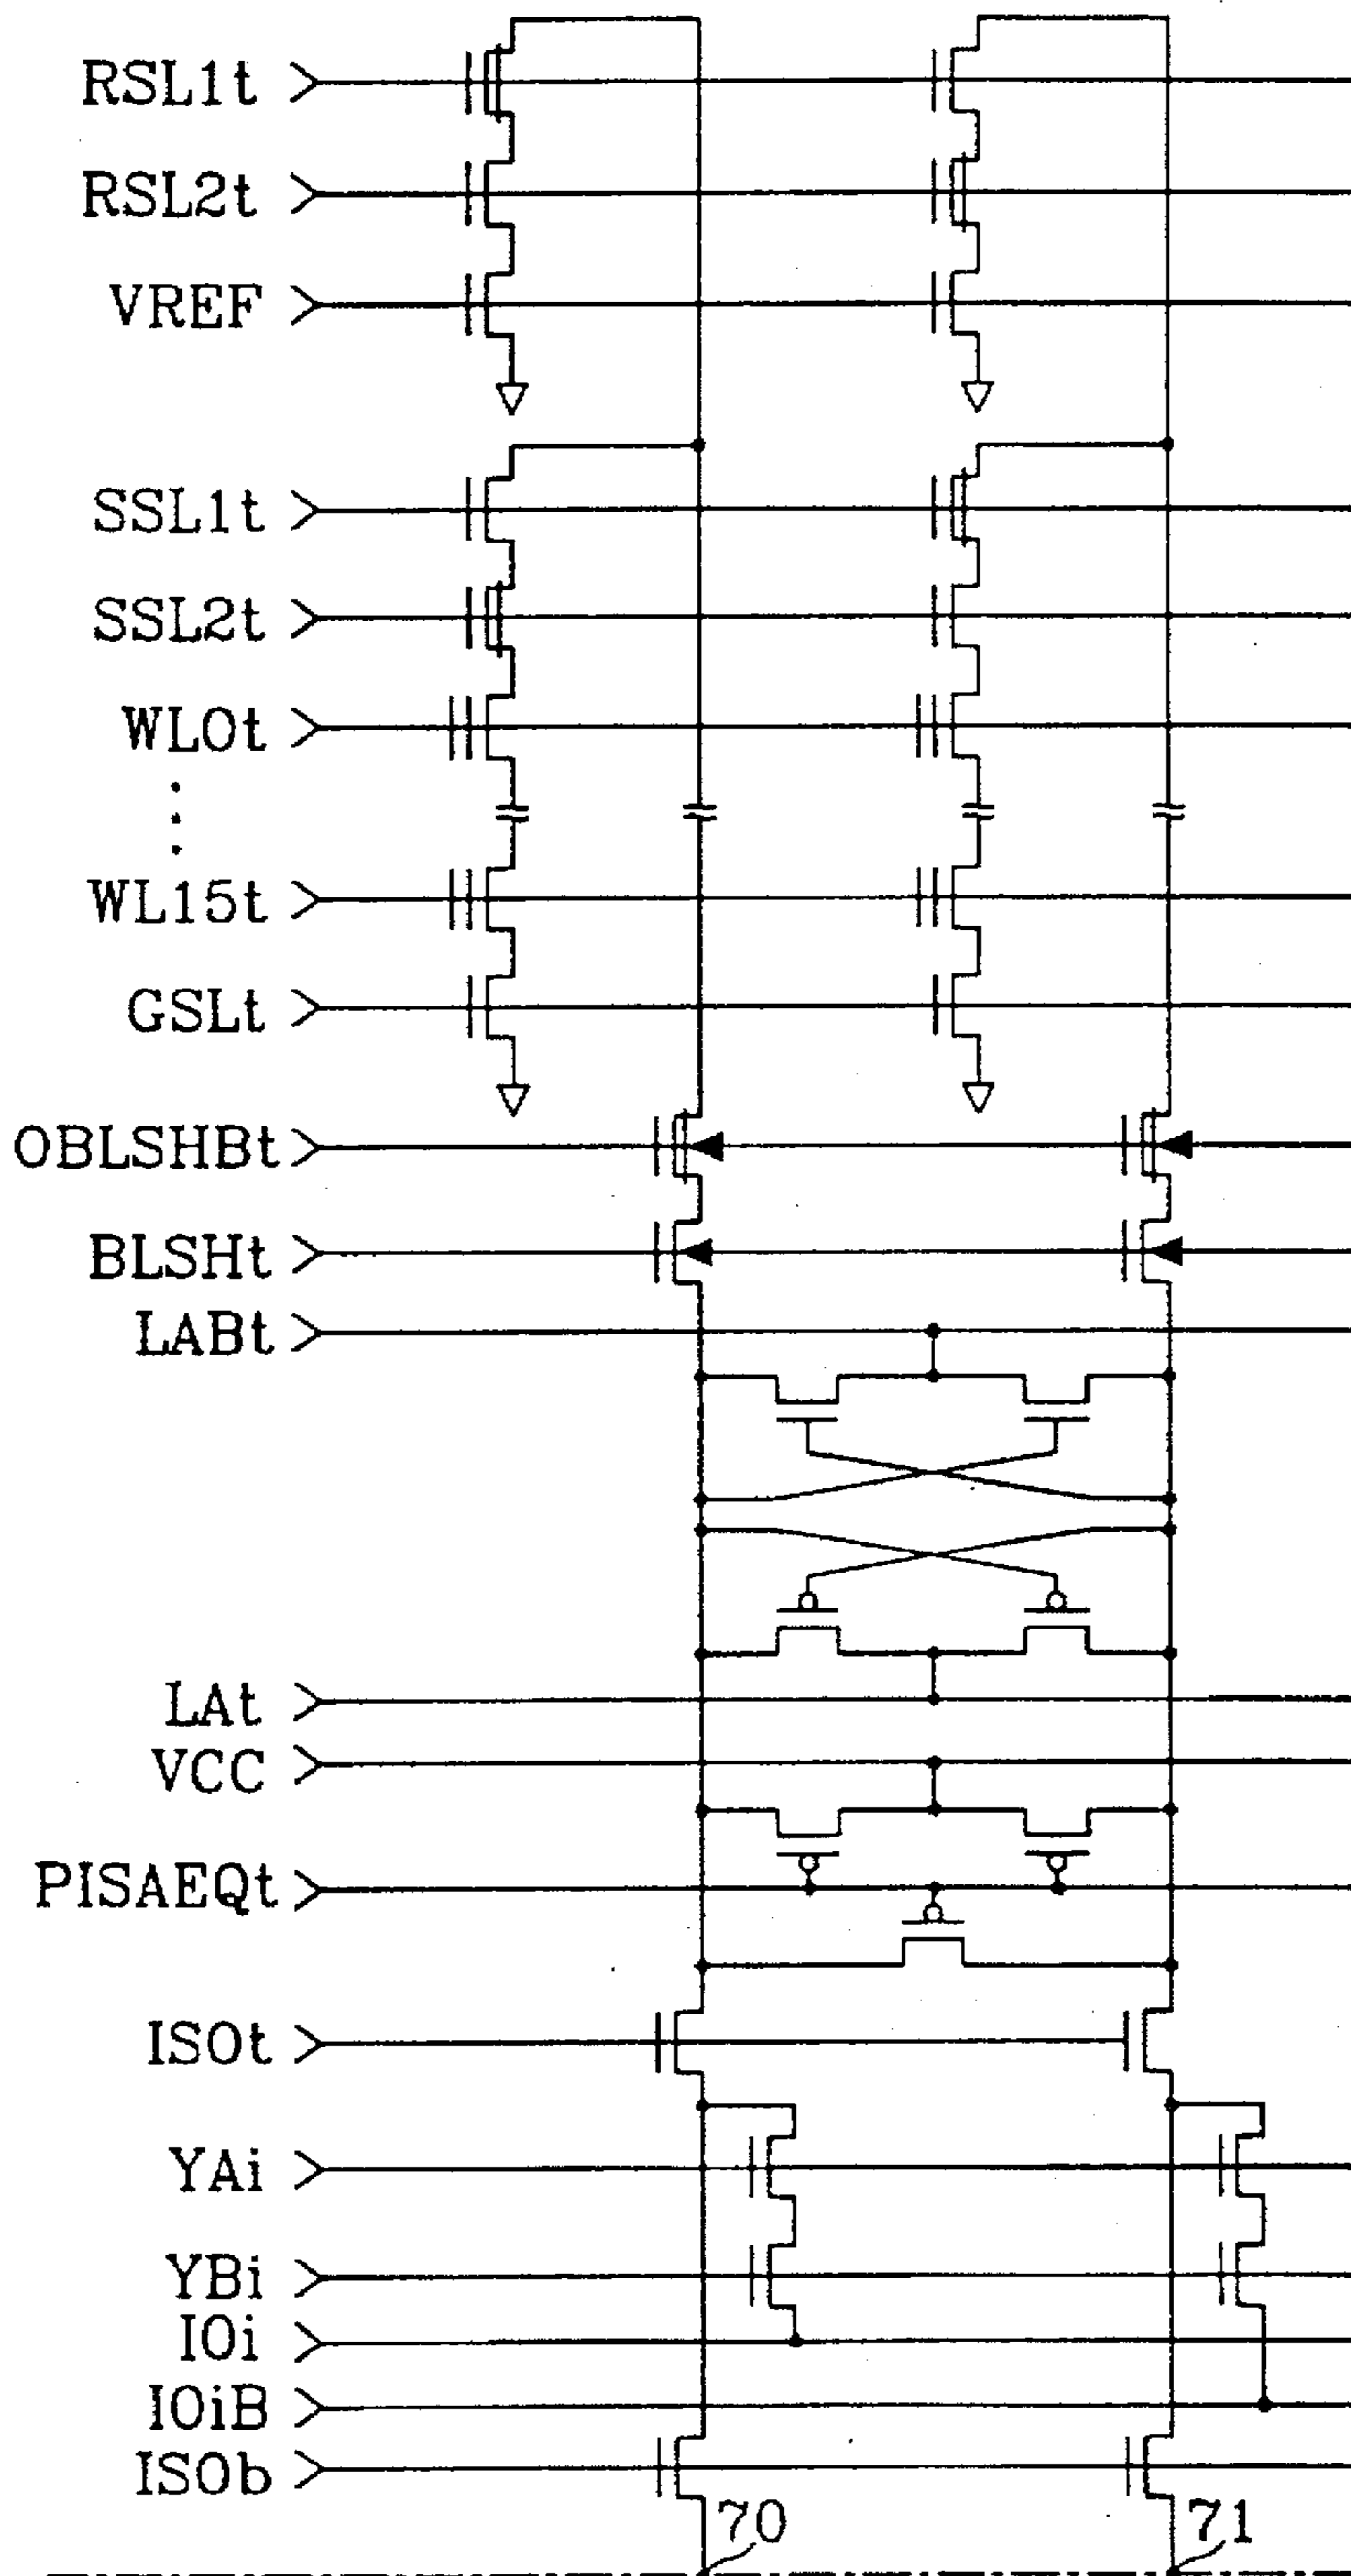 RSL1t
RSL2t
VREF
SSL1t
SSL2t
WL0t
WL15t
GSLt
OBLSHBt
BLSHt
LABt
LAt
VCC
PISAEQt
ISOt
YAi
YBi
IOi
IOiB
ISOb
70 71